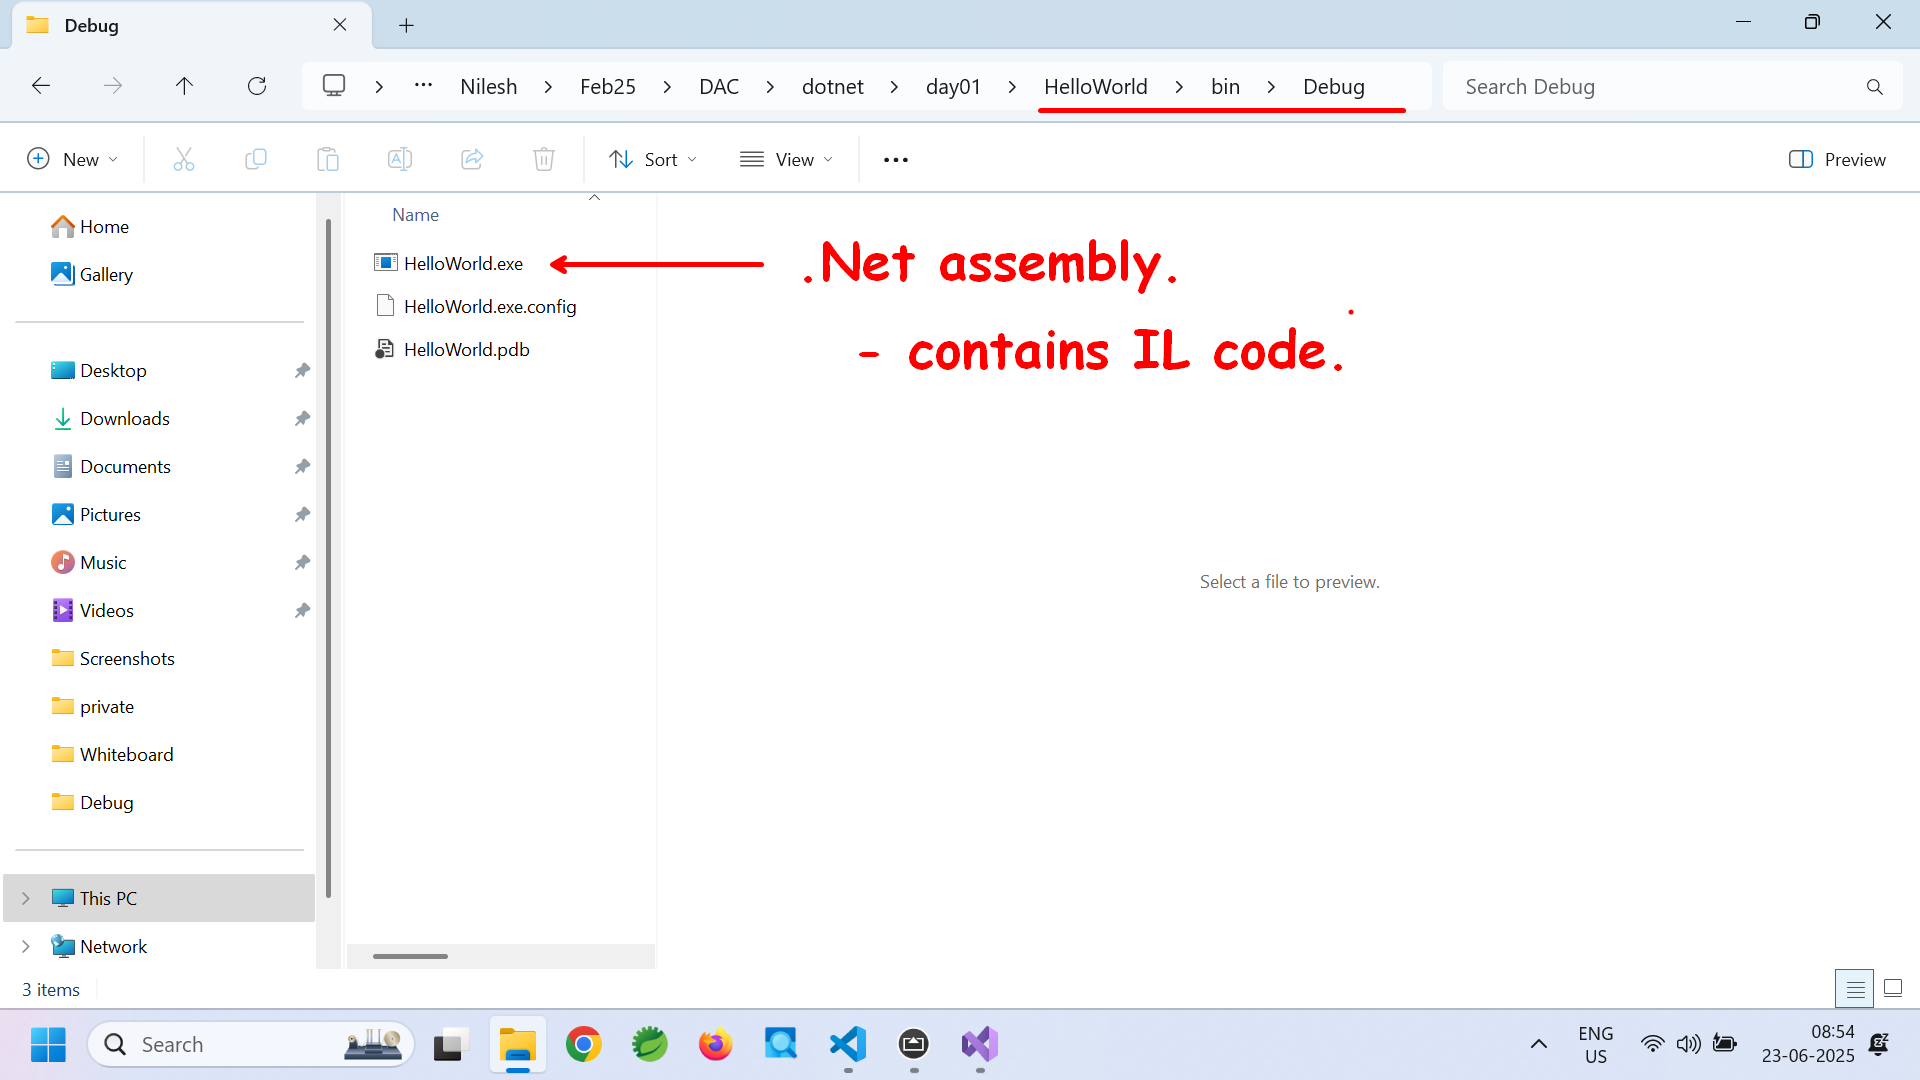 Debug
Nilesh > Feb25 > DAC > dotnet > day01 > HelloWorld > bin > Debug
Search Debug
New
Sort
View
Preview
Home
Gallery
Desktop
Downloads
Documents
Pictures
Music
Videos
Screenshots
private
Whiteboard
Debug
This PC
Network
Name
HelloWorld.exe
HelloWorld.exe.config
HelloWorld.pdb
.Net assembly.
- contains IL code.
Select a file to preview.
3 items
Search
ENG
US
08:54
23-06-2025